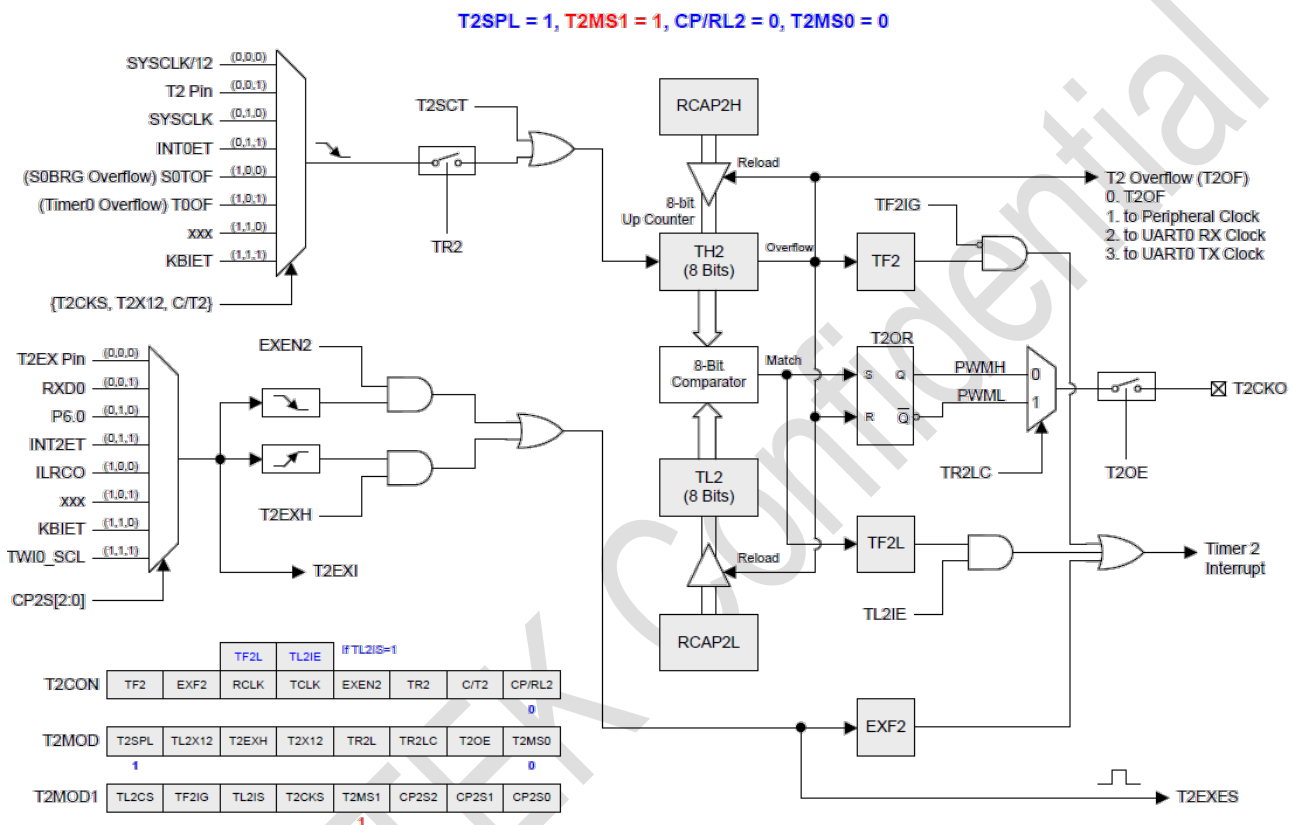 T2SPL = 1, T2MS1 = 1, CP/RL2 = 0, T2MS0 = 0
SYSCLK/12 (0,0,0)
T2 Pin (0,0,1)
SYSCLK (0,1,0)
INT0ET (0,1,1)
(S0BRG Overflow) S0TOF (1,0,0)
(Timer0 Overflow) T0OF (1,0,1)
xxx (1,1,0)
KBIET (1,1,1)
{T2CKS, T2X12, C/T2}
T2SCT
TR2
RCAP2H
Reload
8-bit
Up Counter
TH2
(8 Bits)
Overflow
TF2IG
TF2
T2 Overflow (T2OF)
0. T2OF
1. to Peripheral Clock
2. to UART0 RX Clock
3. to UART0 TX Clock
T2EX Pin (0,0,0)
RXD0 (0,0,1)
P6.0 (0,1,0)
INT2ET (0,1,1)
ILRCO (1,0,0)
xxx (1,0,1)
KBIET (1,1,0)
TWI0_SCL (1,1,1)
CP2S[2:0]
EXEN2
T2EXH
T2EXI
8-Bit
Comparator
Match
T2OR
S Q
R Q
PWMH
PWML
0
1
TR2LC
T2OE
T2CKO
TL2
(8 Bits)
Reload
RCAP2L
TF2L
TL2IE
Timer 2
Interrupt
EXF2
T2EXES
TF2L TL2IE If TL2IS=1
T2CON TF2 EXF2 RCLK TCLK EXEN2 TR2 C/T2 CP/RL2
0
T2MOD T2SPL TL2X12 T2EXH T2X12 TR2L TR2LC T2OE T2MS0
1 0
T2MOD1 TL2CS TF2IG TL2IS T2CKS T2MS1 CP2S2 CP2S1 CP2S0
1
TEK Confidential